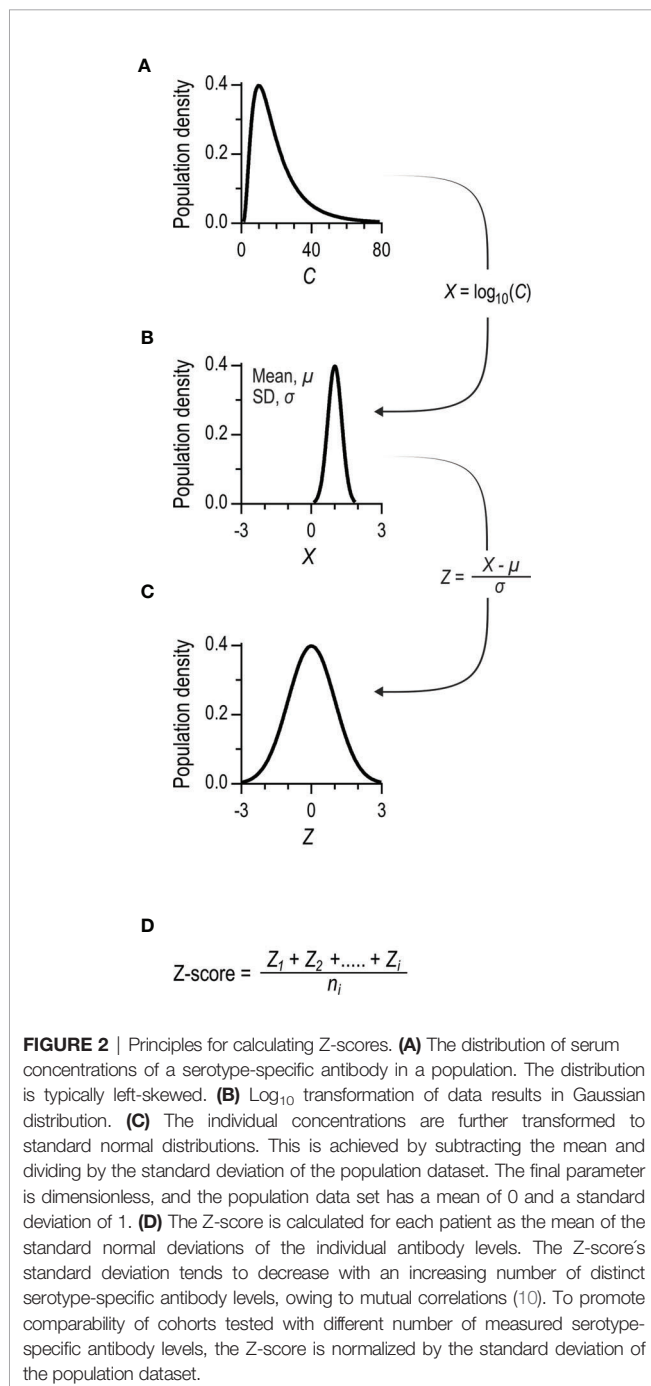 A
Population density
0.4
0.2
0.0
0 40 80
C
X = log10(C)
B
Population density
0.4
0.2
0.0
Mean, μ
SD, σ
-3 0 3
X
Z = X - μ
σ
C
Population density
0.4
0.2
0.0
-3 0 3
Z
D
Z-score = Z1 + Z2 +..... + Zi
ni
FIGURE 2 | Principles for calculating Z-scores. (A) The distribution of serum
concentrations of a serotype-specific antibody in a population. The distribution
is typically left-skewed. (B) Log10 transformation of data results in Gaussian
distribution. (C) The individual concentrations are further transformed to
standard normal distributions. This is achieved by subtracting the mean and
dividing by the standard deviation of the population dataset. The final parameter
is dimensionless, and the population data set has a mean of 0 and a standard
deviation of 1. (D) The Z-score is calculated for each patient as the mean of the
standard normal deviations of the individual antibody levels. The Z-score´s
standard deviation tends to decrease with an increasing number of distinct
serotype-specific antibody levels, owing to mutual correlations (10). To promote
comparability of cohorts tested with different number of measured serotype-
specific antibody levels, the Z-score is normalized by the standard deviation of
the population dataset.